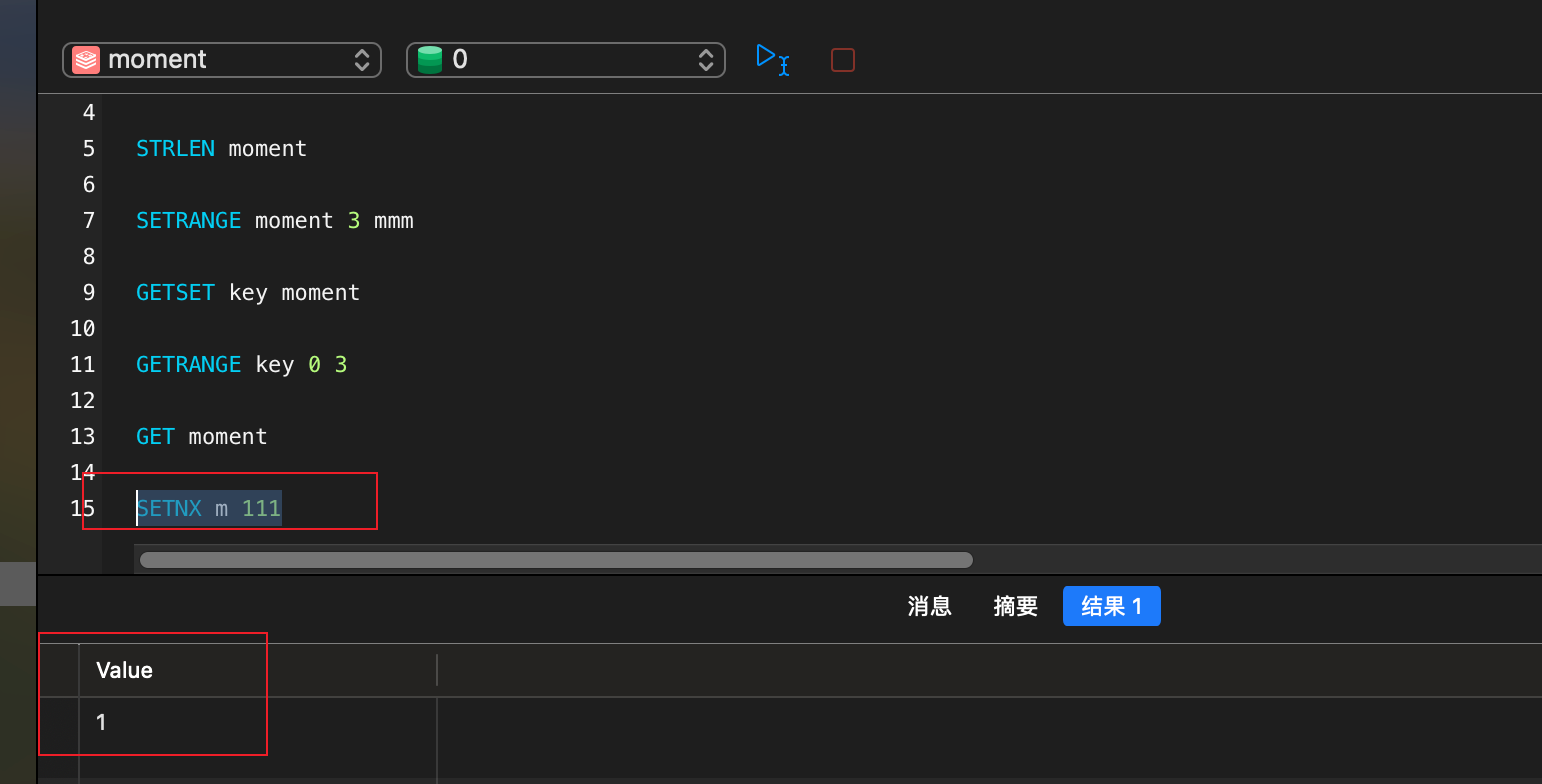 moment 0
4
5 STRLEN moment
6
7 SETRANGE moment 3 mmm
8
9 GETSET key moment
10
11 GETRANGE key 0 3
12
13 GET moment
14
15 SETNX m 111
消息 摘要 结果 1
Value
1